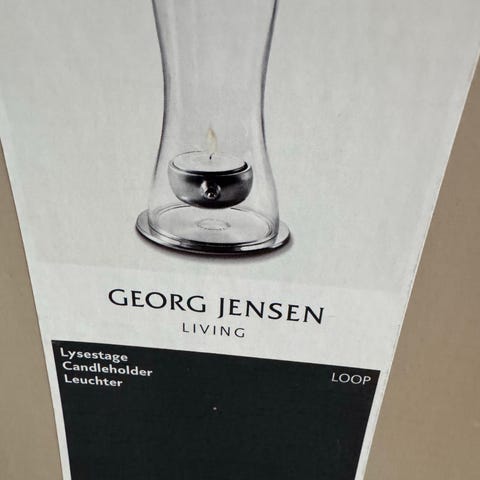 GEORG JENSEN
LIVING
Lysestage
Candleholder
Leuchter
LOOP